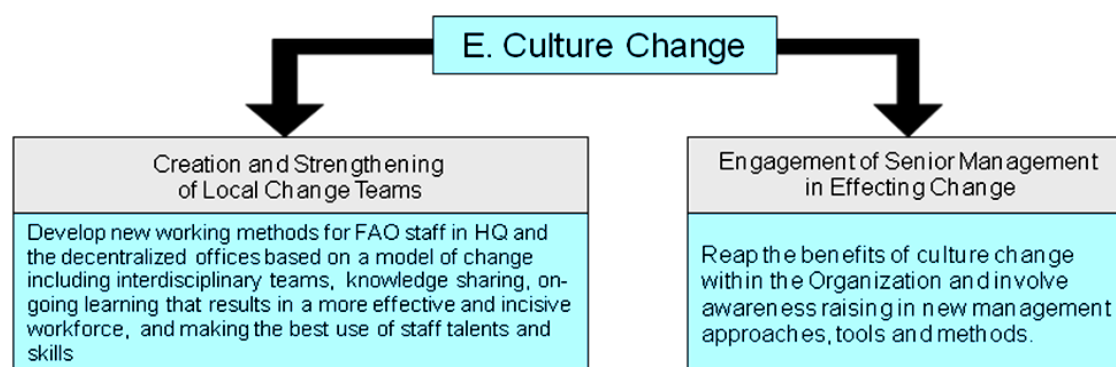 E. Culture Change
Creation and Strengthening
of Local Change Teams
Develop new working methods for FAO staff in HQ and
the decentralized offices based on a model of change
including interdisciplinary teams, knowledge sharing, on-
going learning that results in a more effective and incisive
workforce, and making the best use of staff talents and
skills
Engagement of Senior Management
in Effecting Change
Reap the benefits of culture change
within the Organization and involve
awareness raising in new management
approaches, tools and methods.